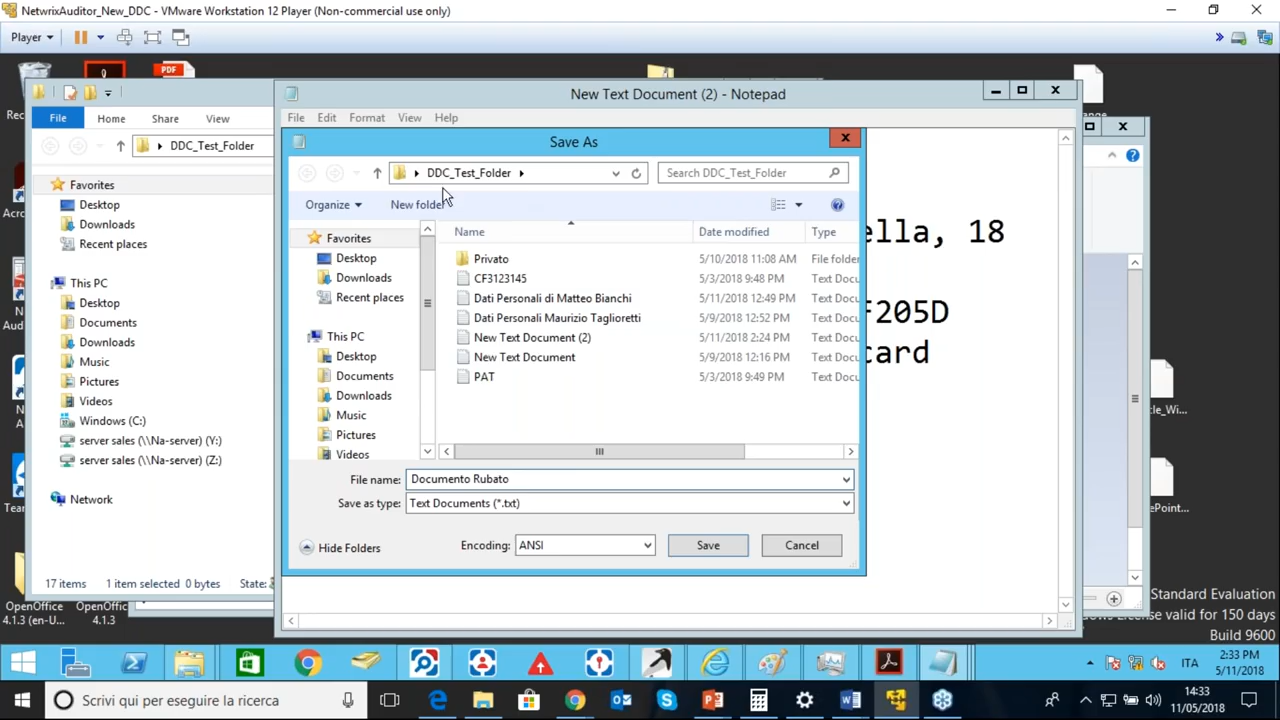 NetwrixAuditor_New_DDC - VMware Workstation 12 Player (Non-commercial use only)
Player
PDF
File
Home
Share
View
DDC_Test_Folder
Favorites
Desktop
Downloads
Recent places
This PC
Desktop
Documents
Downloads
Music
Pictures
Videos
Windows (C:)
server sales (\\Na-server) (Y:)
server sales (\\Na-server) (Z:)
Network
17 items
1 item selected 0 bytes
State:
New Text Document (2) - Notepad
File
Edit
Format
View
Help
ella, 18
F205D
card
Save As
DDC_Test_Folder
Search DDC_Test_Folder
Organize
New folder
Favorites
Desktop
Downloads
Recent places
This PC
Desktop
Documents
Downloads
Music
Pictures
Videos
Name
Date modified
Type
Privato
5/10/2018 11:08 AM
File folder
CF3123145
5/3/2018 9:48 PM
Text Docu
Dati Personali di Matteo Bianchi
5/11/2018 12:49 PM
Text Docu
Dati Personali Maurizio Taglioretti
5/9/2018 12:52 PM
Text Docu
New Text Document (2)
5/11/2018 2:24 PM
Text Docu
New Text Document
5/9/2018 12:16 PM
Text Docu
PAT
5/3/2018 9:49 PM
Text Docu
File name:
Documento Rubato
Save as type:
Text Documents (*.txt)
Hide Folders
Encoding:
ANSI
Save
Cancel
Rec
Acro
N
Aud
N
S
Team
OpenOffice
4.1.3 (en-U...
OpenOffice
4.1.3
cle_Wi...
ePoint...
Standard Evaluation
License valid for 150 days
Build 9600
ITA
2:33 PM
5/11/2018
Scrivi qui per eseguire la ricerca
14:33
11/05/2018